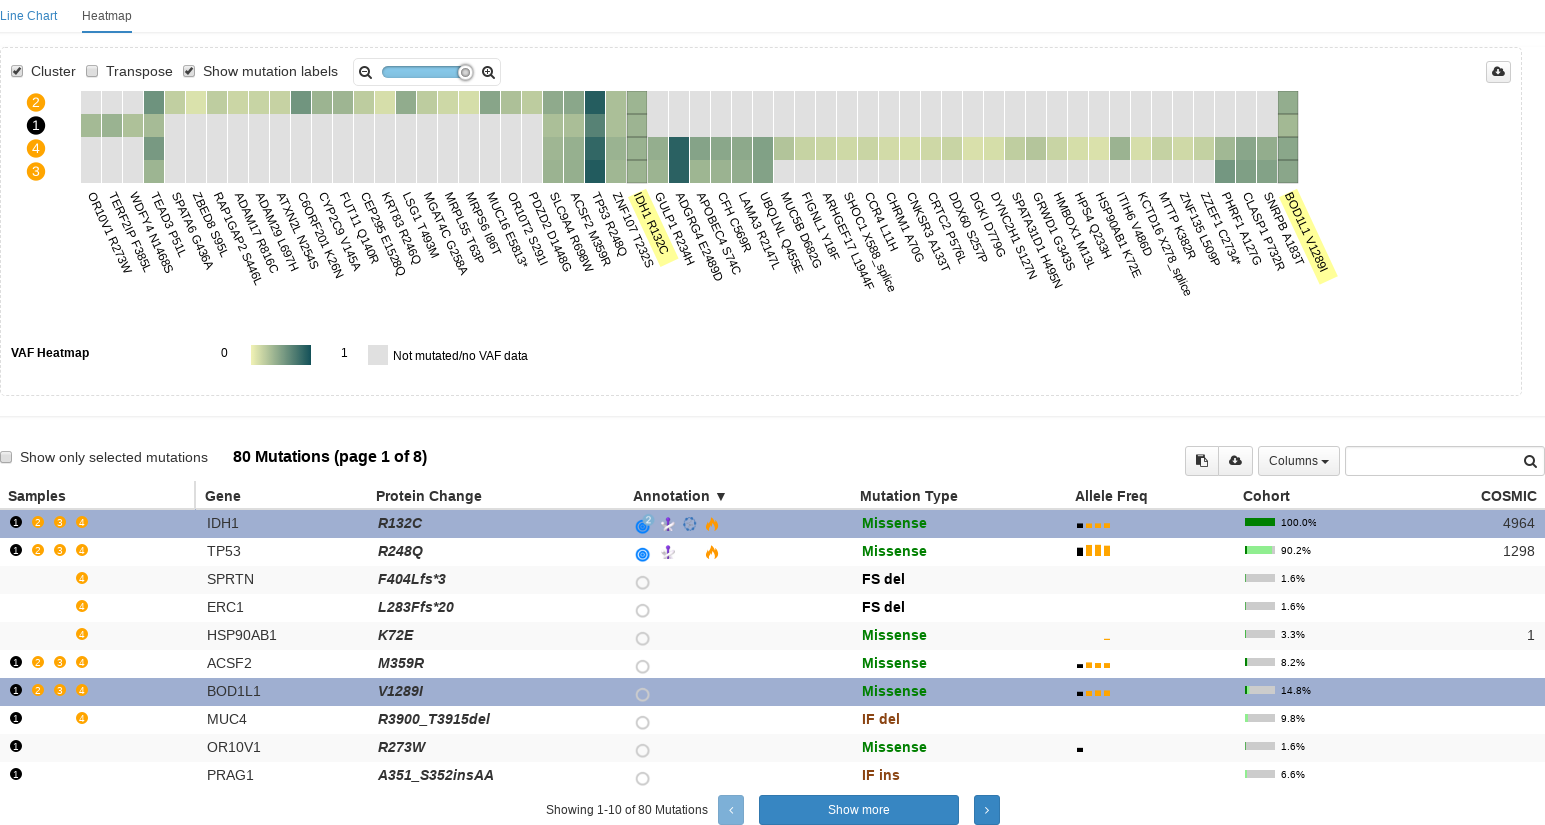 Line Chart Heatmap
Cluster Transpose Show mutation labels
2
1
4
3
OR10V1 R273W
TERF2IP F385L
WDFY4 N1468S
TEAD3 P51L
SPATA6 G436A
ZBED8 S95L
RAP1GAP2 S446L
ADAM17 R816C
ADAM29 L697H
ATXN2L N254S
C6ORF201 K26N
CYP2C9 V145A
FUT11 Q140R
CEP295 E1528Q
KRT83 R246Q
LSG1 T493M
MGAT4C G258A
MRPL55 T63P
MRPS6 I86T
MUC16 E5813*
OR10T2 S291I
PDZD2 D1448G
SLC9A4 R698W
ACSF2 M359R
TP53 R248Q
ZNF107 T232S
IDH1 R132C
GULP1 R234H
ADGRG4 E2489D
APOBEC4 S74C
CFH C569R
LAMA3 R2147L
UBQLNL Q455E
MUC5B D682G
FIGNL1 Y18F
ARHGEF17 L1944F
SHOC1 X588_splice
CCR4 L11H
CHRM1 A70G
CNKSR3 A133T
CRTC2 P576L
DDX60 S257P
DGKI D779G
DYNC2H1 S127N
SPATA31D1 H495N
GRWD1 G343S
HMBOX1 M13L
HPS4 Q233H
HSP90AB1 K72E
ITIH6 V486D
KCTD16 X278_splice
MTTP K382R
ZNF135 L509P
ZZEF1 C2734*
PHRF1 A127G
CLASP1 P732R
SNRPB A183T
BOD1L1 V1289I
VAF Heatmap 0 1 Not mutated/no VAF data
Show only selected mutations 80 Mutations (page 1 of 8) Columns
Samples Gene Protein Change Annotation ▼ Mutation Type Allele Freq Cohort COSMIC
1 2 3 4 IDH1 R132C 2 Missense 100.0% 4964
1 2 3 4 TP53 R248Q Missense 90.2% 1298
4 SPRTN F404Lfs*3 FS del 1.6%
4 ERC1 L283Ffs*20 FS del 1.6%
4 HSP90AB1 K72E Missense 3.3% 1
1 2 3 4 ACSF2 M359R Missense 8.2%
1 2 3 4 BOD1L1 V1289I Missense 14.8%
1 4 MUC4 R3900_T3915del IF del 9.8%
1 OR10V1 R273W Missense 1.6%
1 PRAG1 A351_S352insAA IF ins 6.6%
Showing 1-10 of 80 Mutations ‹ Show more ›